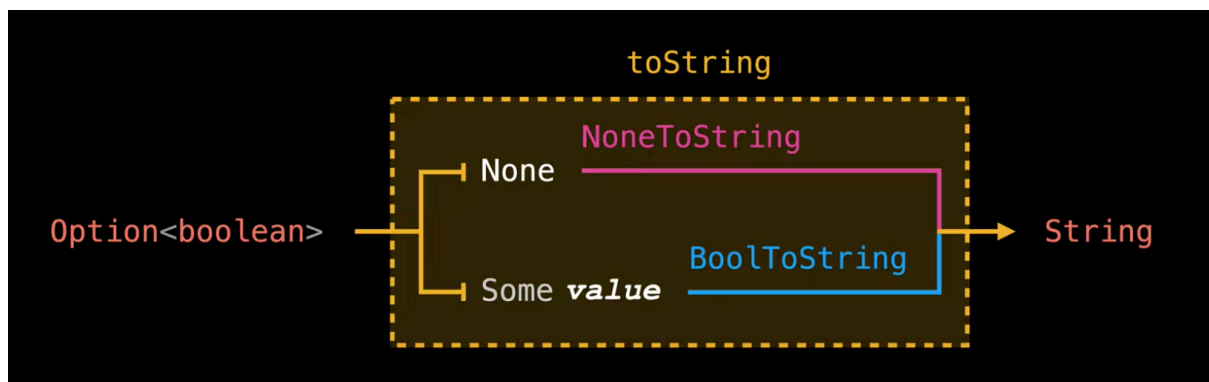 toString
NoneToString
None
Option<boolean>
String
BoolToString
Some value